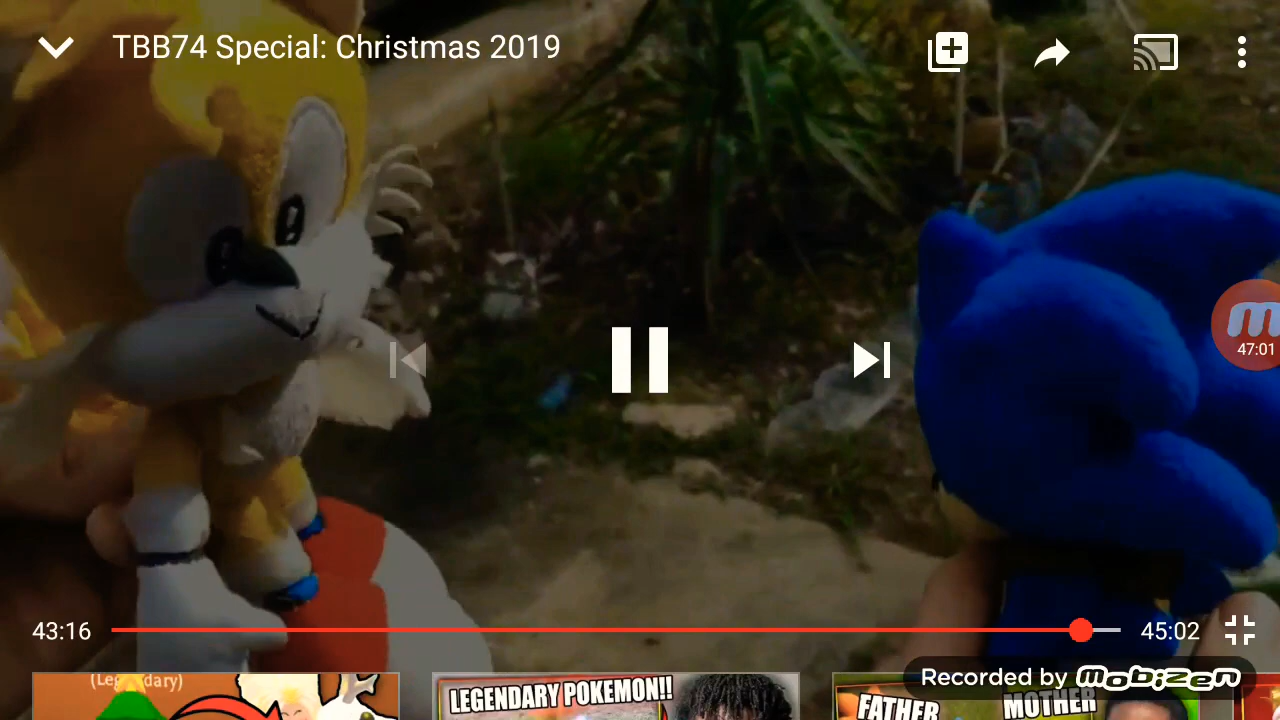 TBB74 Special: Christmas 2019
47:01
43:16
45:02
Recorded by mobizen
(Legendary)
LEGENDARY POKEMON!!
FATHER
MOTHER